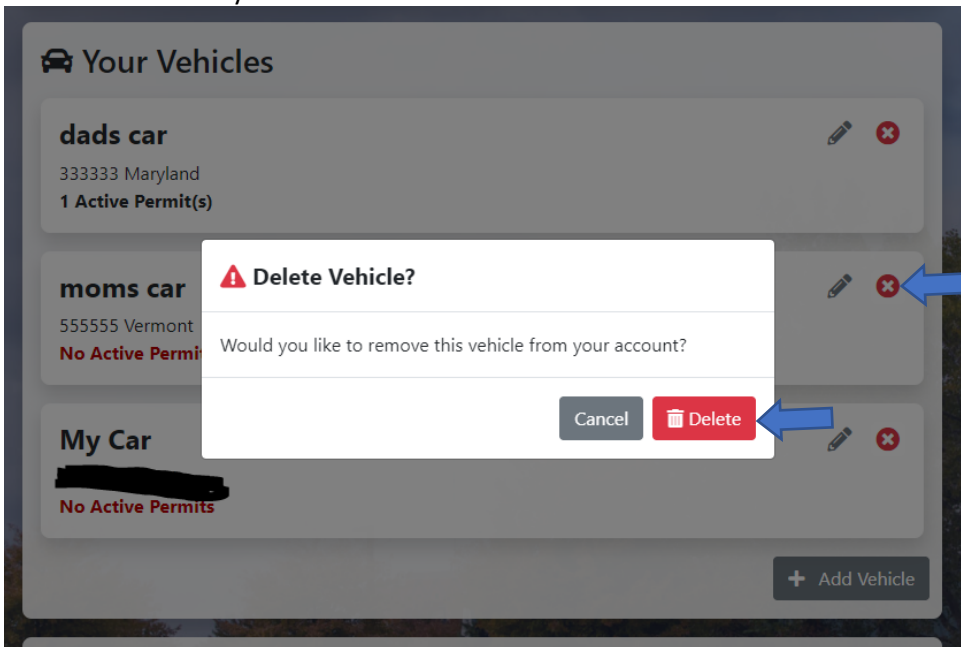 Your Vehicles
dads car
333333 Maryland
1 Active Permit(s)
moms car
555555 Vermont
No Active Permi
Delete Vehicle?
Would you like to remove this vehicle from your account?
Cancel
Delete
My Car
No Active Permits
+ Add Vehicle